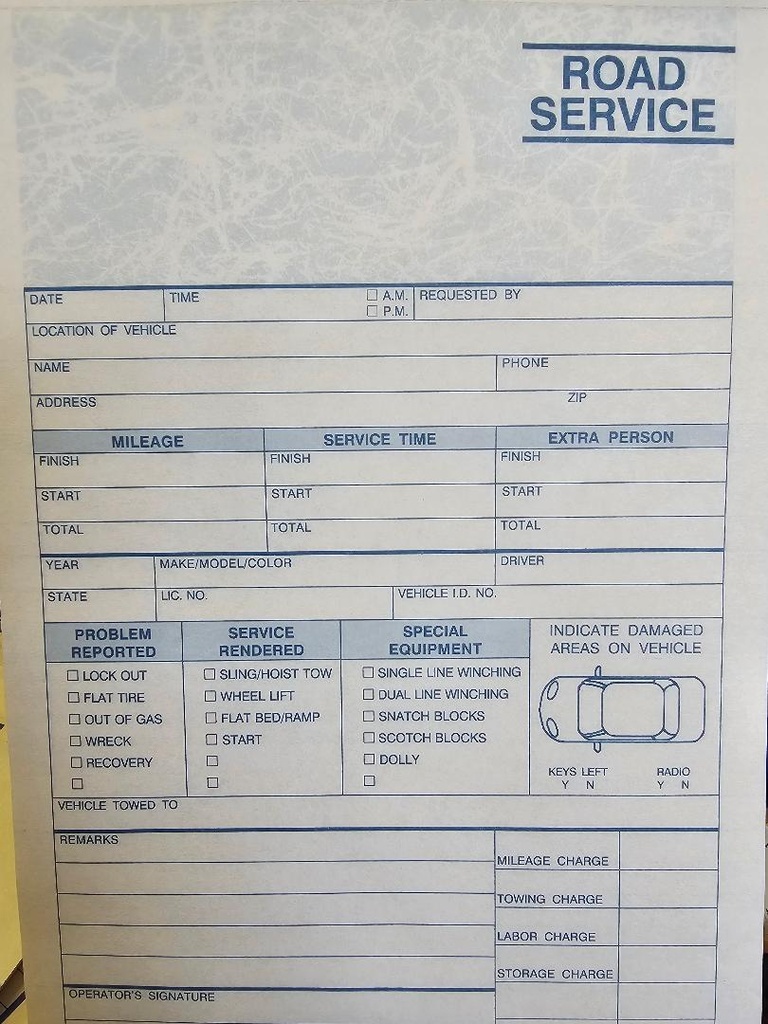 ROAD
SERVICE
DATE TIME ☐ A.M. REQUESTED BY
☐ P.M.
LOCATION OF VEHICLE
NAME PHONE
ADDRESS ZIP
MILEAGE SERVICE TIME EXTRA PERSON
FINISH FINISH FINISH
START START START
TOTAL TOTAL TOTAL
YEAR MAKE/MODEL/COLOR DRIVER
STATE LIC. NO. VEHICLE I.D. NO.
PROBLEM
REPORTED
☐ LOCK OUT
☐ FLAT TIRE
☐ OUT OF GAS
☐ WRECK
☐ RECOVERY
☐
SERVICE
RENDERED
☐ SLING/HOIST TOW
☐ WHEEL LIFT
☐ FLAT BED/RAMP
☐ START
☐
☐
SPECIAL
EQUIPMENT
☐ SINGLE LINE WINCHING
☐ DUAL LINE WINCHING
☐ SNATCH BLOCKS
☐ SCOTCH BLOCKS
☐ DOLLY
☐
INDICATE DAMAGED
AREAS ON VEHICLE
KEYS LEFT RADIO
Y N Y N
VEHICLE TOWED TO
REMARKS
MILEAGE CHARGE
TOWING CHARGE
LABOR CHARGE
STORAGE CHARGE
OPERATOR'S SIGNATURE